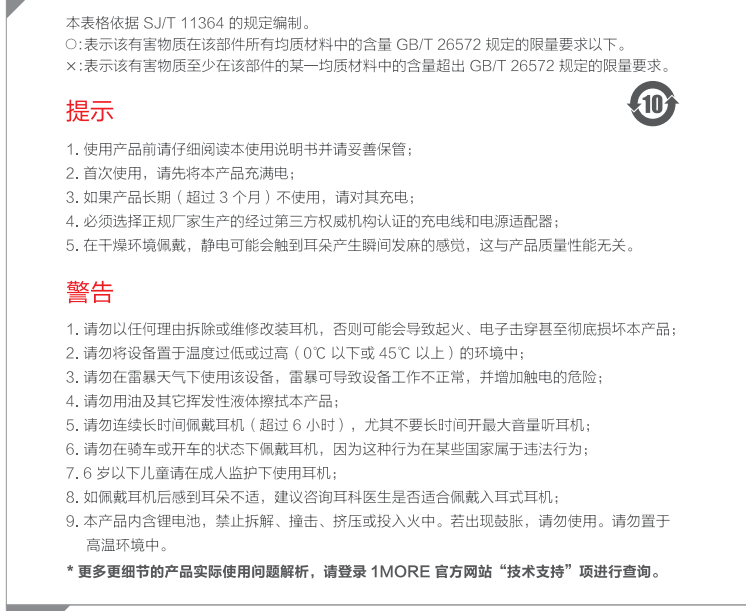 本表格依据 SJ/T 11364 的规定编制。
○:表示该有害物质在该部件所有均质材料中的含量 GB/T 26572 规定的限量要求以下。
×:表示该有害物质至少在该部件的某一均质材料中的含量超出 GB/T 26572 规定的限量要求。
提示
10
1. 使用产品前请仔细阅读本使用说明书并请妥善保管；
2. 首次使用，请先将本产品充满电；
3. 如果产品长期（超过 3 个月）不使用，请对其充电；
4. 必须选择正规厂家生产的经过第三方权威机构认证的充电线和电源适配器；
5. 在干燥环境佩戴，静电可能会触到耳朵产生瞬间发麻的感觉，这与产品质量性能无关。
警告
1. 请勿以任何理由拆除或维修改装耳机，否则可能会导致起火、电子击穿甚至彻底损坏本产品；
2. 请勿将设备置于温度过低或过高（0℃ 以下或 45℃ 以上）的环境中；
3. 请勿在雷暴天气下使用该设备，雷暴可导致设备工作不正常，并增加触电的危险；
4. 请勿用油及其它挥发性液体擦拭本产品；
5. 请勿连续长时间佩戴耳机（超过 6 小时），尤其不要长时间开最大音量听耳机；
6. 请勿在骑车或开车的状态下佩戴耳机，因为这种行为在某些国家属于违法行为；
7. 6 岁以下儿童请在成人监护下使用耳机；
8. 如佩戴耳机后感到耳朵不适，建议咨询耳科医生是否适合佩戴入耳式耳机；
9. 本产品内含锂电池，禁止拆解、撞击、挤压或投入火中。若出现鼓胀，请勿使用。请勿置于
高温环境中。
* 更多更细节的产品实际使用问题解析，请登录 1MORE 官方网站“技术支持”项进行查询。